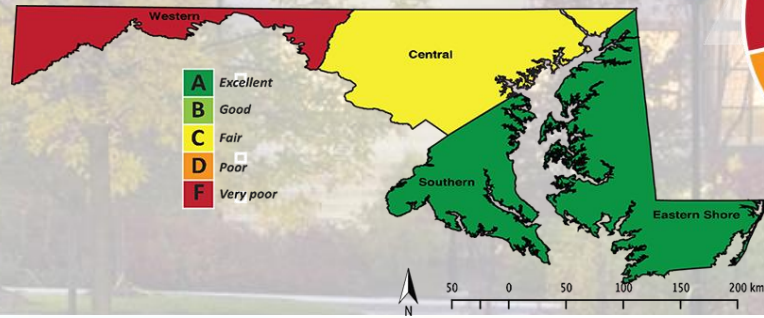 Western
Central
A Excellent
B Good
C Fair
D Poor
F Very poor
Southern
Eastern Shore
N
50 0 50 100 150 200 km